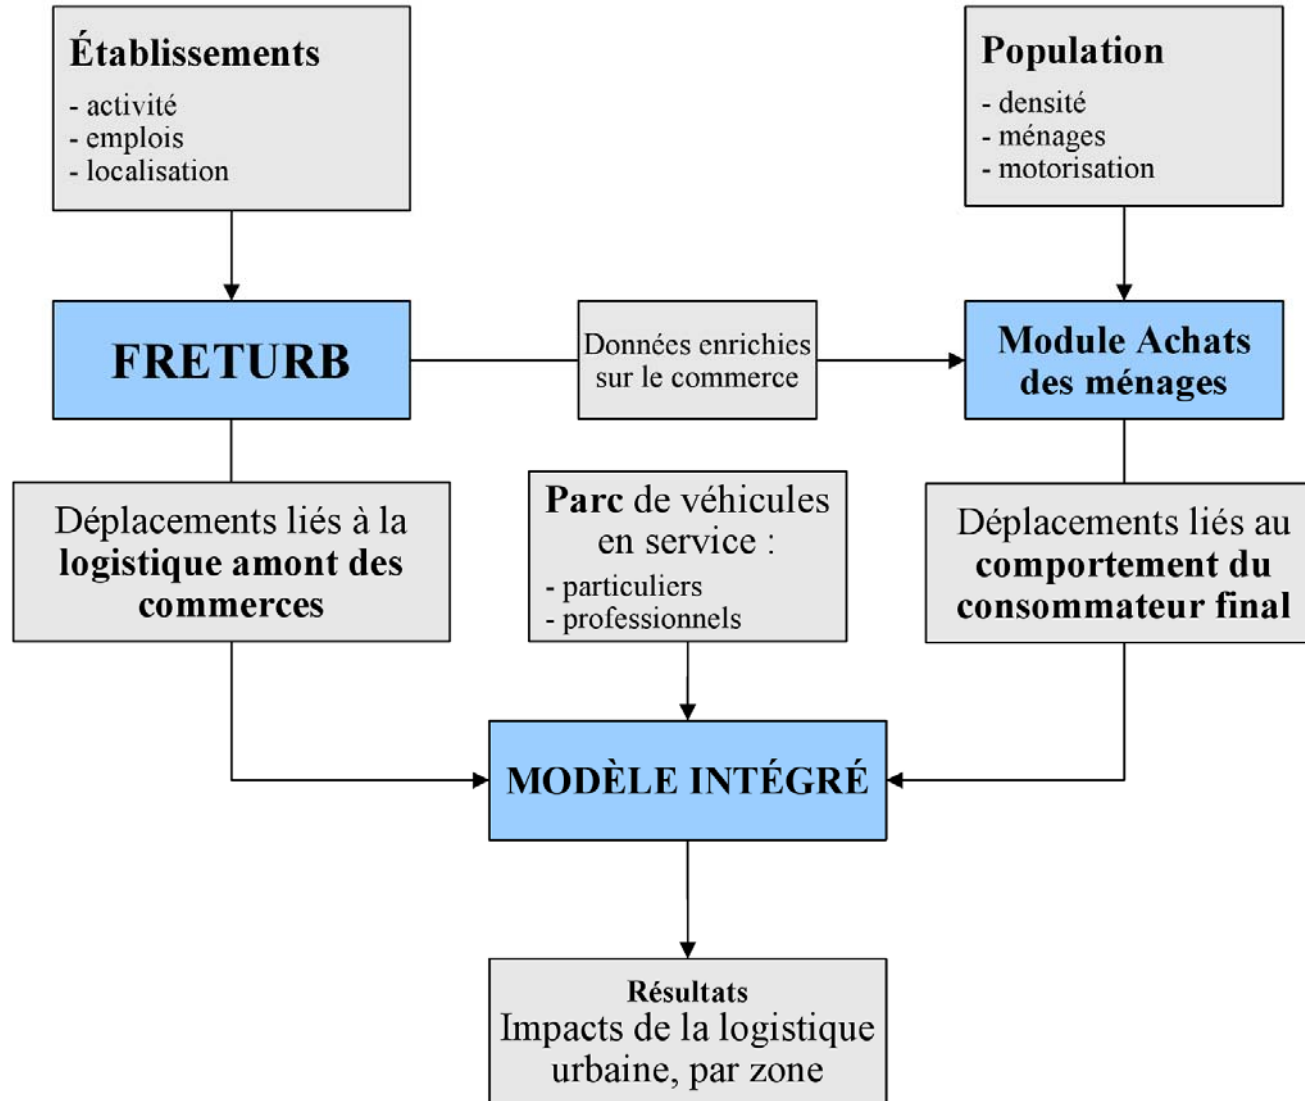 Établissements
- activité
- emplois
- localisation
Population
- densité
- ménages
- motorisation
FRETURB
Données enrichies
sur le commerce
Module Achats
des ménages
Déplacements liés à la
logistique amont des
commerces
Parc de véhicules
en service :
- particuliers
- professionnels
Déplacements liés au
comportement du
consommateur final
MODÈLE INTÉGRÉ
Résultats
Impacts de la logistique
urbaine, par zone